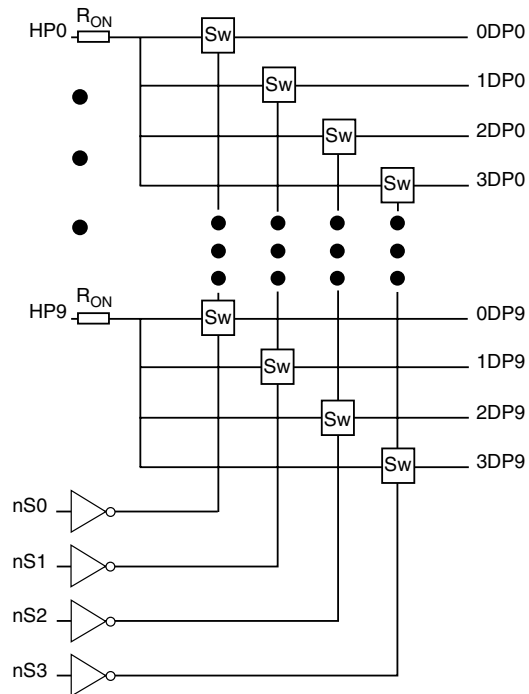 HP0 RON Sw 0DP0
Sw 1DP0
Sw 2DP0
Sw 3DP0
HP9 RON Sw 0DP9
Sw 1DP9
Sw 2DP9
Sw 3DP9
nS0
nS1
nS2
nS3